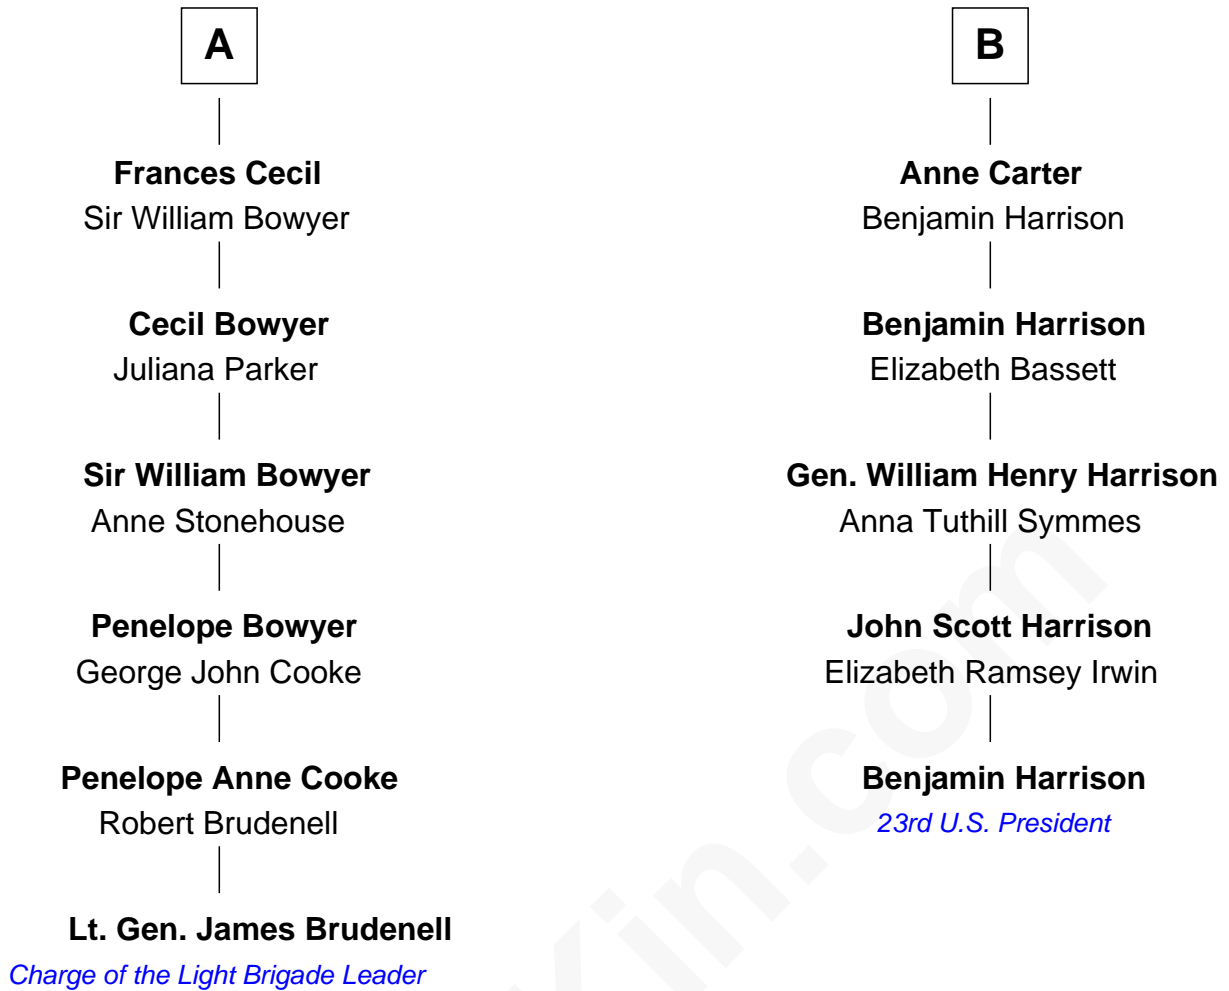 A
Frances Cecil
Sir William Bowyer
Cecil Bowyer
Juliana Parker
Sir William Bowyer
Anne Stonehouse
Penelope Bowyer
George John Cooke
Penelope Anne Cooke
Robert Brudenell
Lt. Gen. James Brudenell
Charge of the Light Brigade Leader
B
Anne Carter
Benjamin Harrison
Benjamin Harrison
Elizabeth Bassett
Gen. William Henry Harrison
Anna Tuthill Symmes
John Scott Harrison
Elizabeth Ramsey Irwin
Benjamin Harrison
23rd U.S. President